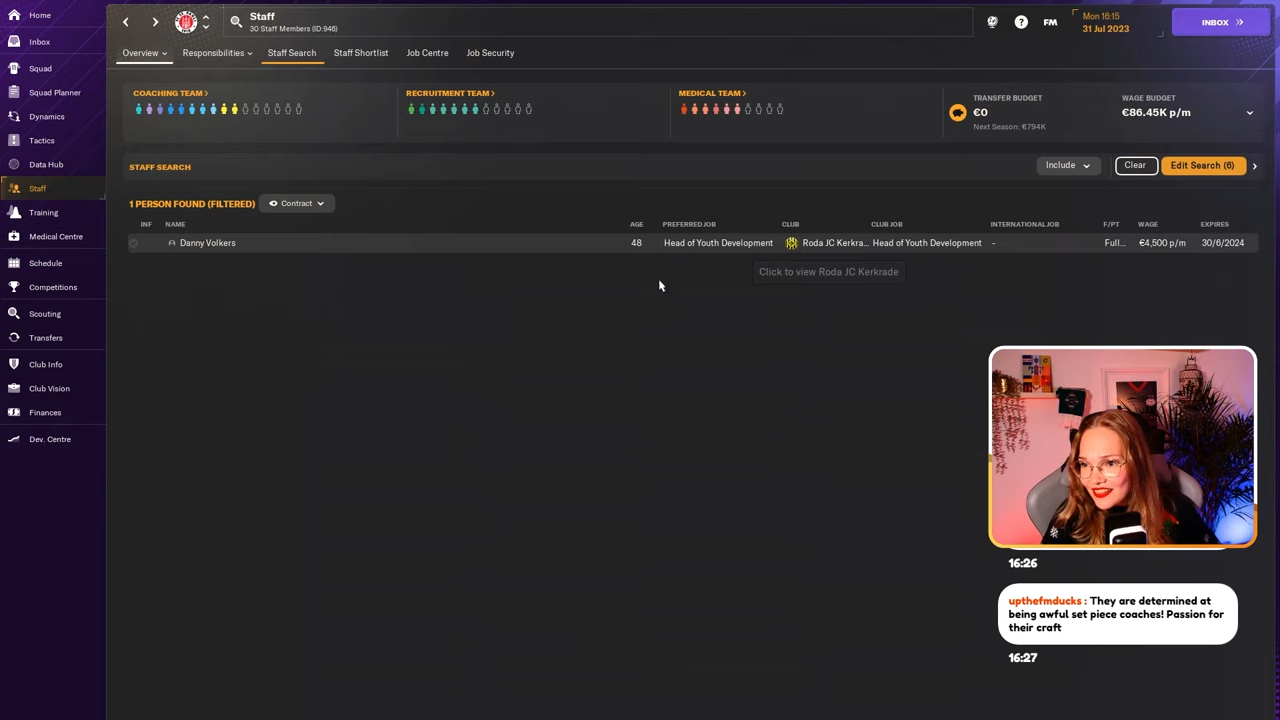 Home
Inbox
Squad
Squad Planner
Dynamics
Tactics
Data Hub
Staff
Training
Medical Centre
Schedule
Competitions
Scouting
Transfers
Club Info
Club Vision
Finances
Dev. Centre
Staff
30 Staff Members (ID:946)
FM
Mon 16:15
31 Jul 2023
INBOX
Overview
Responsibilities
Staff Search
Staff Shortlist
Job Centre
Job Security
COACHING TEAM
RECRUITMENT TEAM
MEDICAL TEAM
TRANSFER BUDGET
€0
Next Season: €794K
WAGE BUDGET
€86.45K p/m
STAFF SEARCH
Include
Clear
Edit Search (6)
1 PERSON FOUND (FILTERED)
Contract
INF NAME AGE PREFERRED JOB CLUB CLUB JOB INTERNATIONAL JOB F/PT WAGE EXPIRES
Danny Volkers 48 Head of Youth Development Roda JC Kerkra... Head of Youth Development - Full... €4,500 p/m 30/6/2024
Click to view Roda JC Kerkrade
16:26
upthefmducks : They are determined at
being awful set piece coaches! Passion for
their craft
16:27